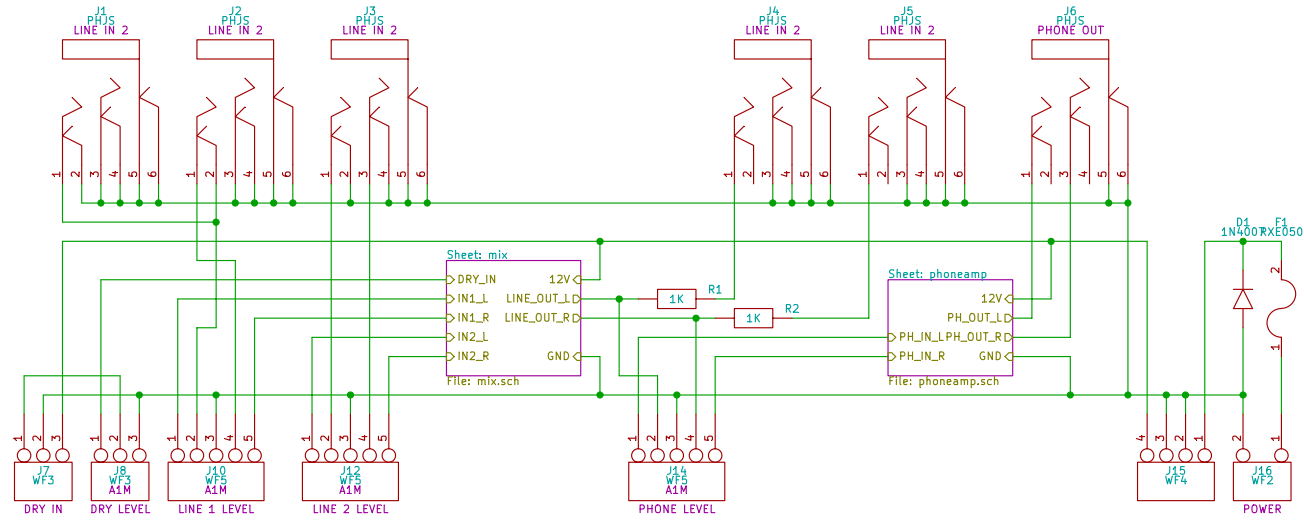 J1
PHJS
LINE IN 2
J2
PHJS
LINE IN 2
J3
PHJS
LINE IN 2
J4
PHJS
LINE IN 2
J5
PHJS
LINE IN 2
J6
PHJS
PHONE OUT
1 2 3 4 5 6
1 2 3 4 5 6
1 2 3 4 5 6
1 2 3 4 5 6
1 2 3 4 5 6
1 2 3 4 5 6
D1
1N4007
F1
RXE050
2
1
Sheet: mix
DRY_IN
IN1_L
IN1_R
IN2_L
IN2_R
12V
LINE_OUT_L
LINE_OUT_R
GND
File: mix.sch
R1
1K
R2
1K
Sheet: phoneamp
12V
PH_OUT_L
PH_IN_L
PH_OUT_R
PH_IN_R
GND
File: phoneamp.sch
1 2 3
J7
WF3
DRY IN
1 2 3
J8
WF3
A1M
DRY LEVEL
1 2 3 4 5
J10
WF5
A1M
LINE 1 LEVEL
1 2 3 4 5
J12
WF5
A1M
LINE 2 LEVEL
1 2 3 4 5
J14
WF5
A1M
PHONE LEVEL
4 3 2 1
J15
WF4
2 1
J16
WF2
POWER